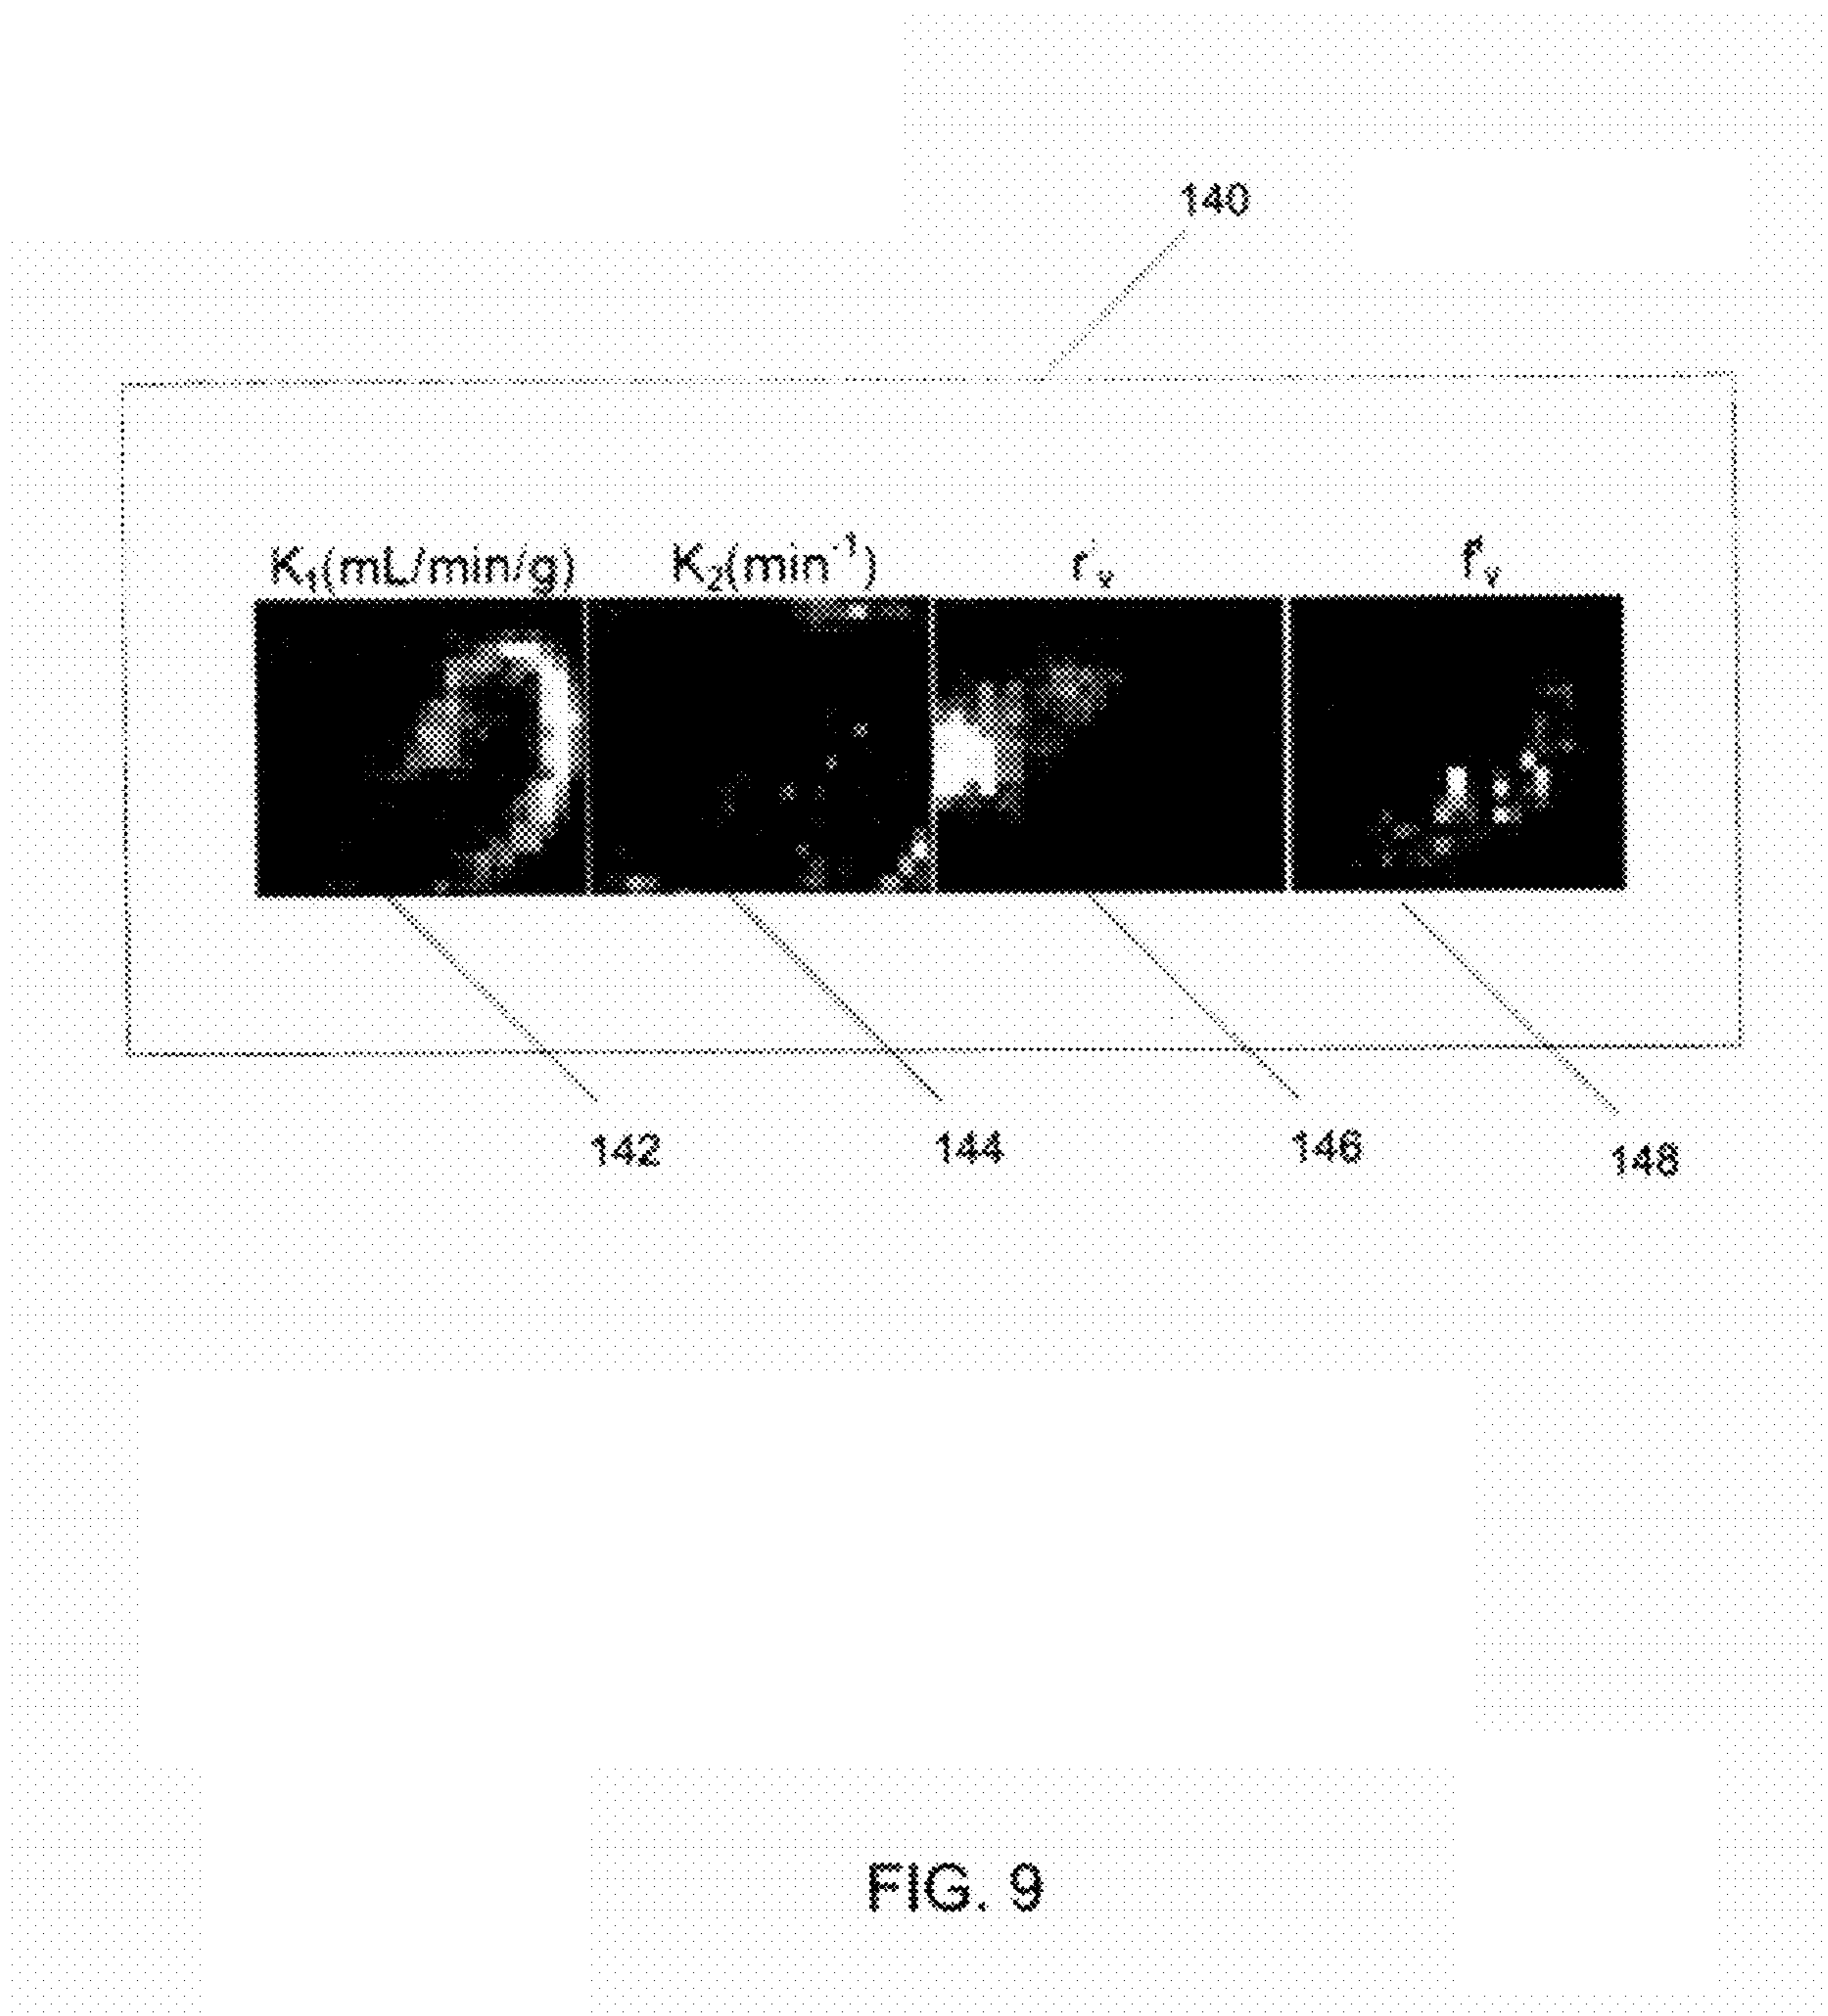 140
K₁(mL/min/g) K₂(min⁻¹) r'ᵥ f'ᵥ
142 144 146 148
FIG. 9